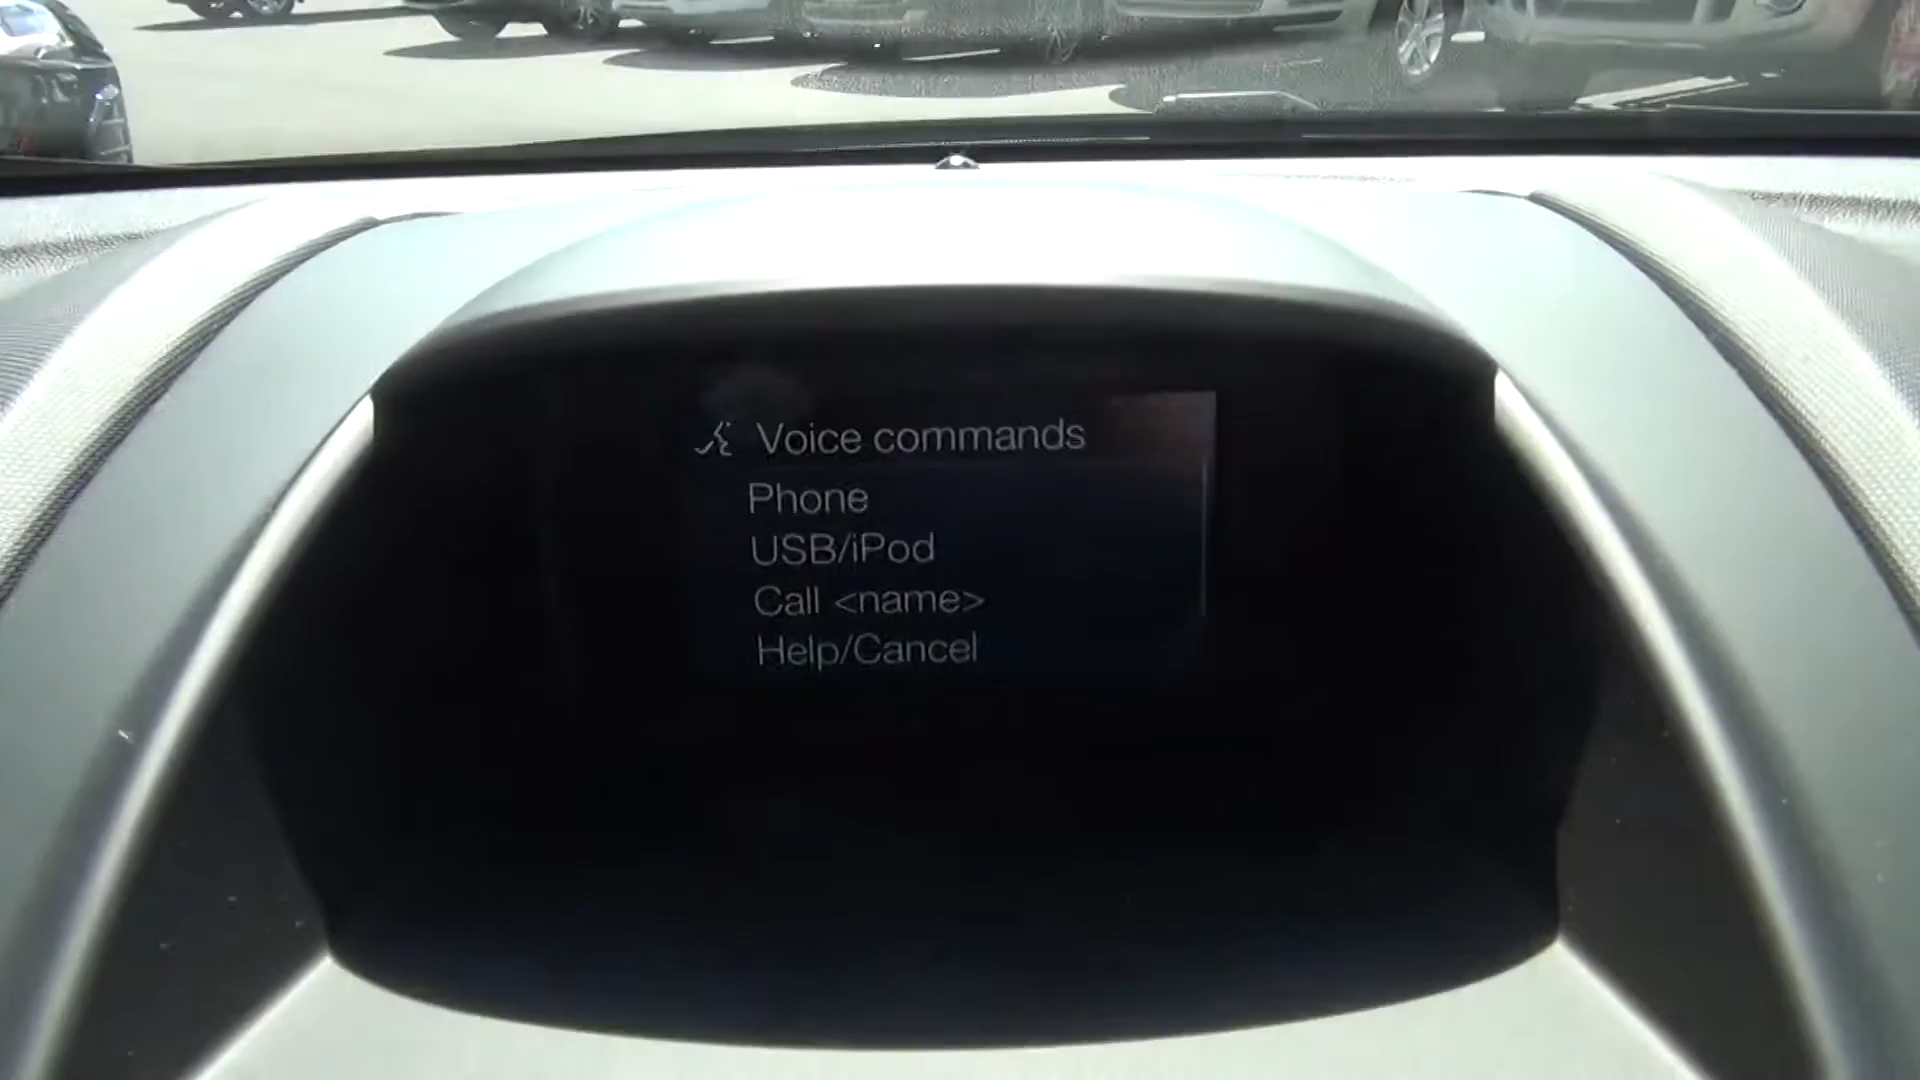 Voice commands
Phone
USB/iPod
Call <name>
Help/Cancel